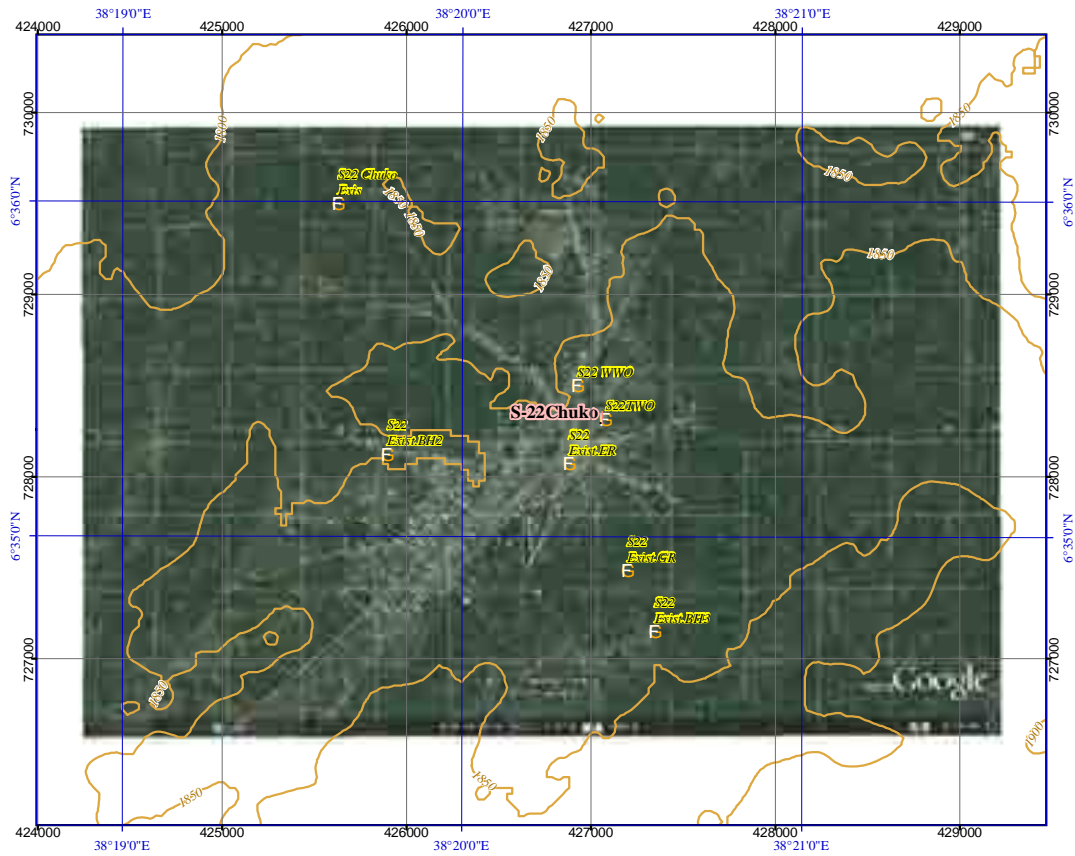 38°19'0"E
38°20'0"E
38°21'0"E
424000
425000
426000
427000
428000
429000
730000
730000
1800
1850
1850
1850
S22 Chuko
Exis
6°36'0"N
6°36'0"N
1850
1850
1850
1850
729000
729000
S22 WWO
S22TWO
S-22Chuko
S22
Exist.BH2
S22
Exist.ER
728000
728000
6°35'0"N
6°35'0"N
S22
Exist.GR
S22
Exist.BH3
727000
727000
1850
Google
1900
1850
1850
424000
425000
426000
427000
428000
429000
38°19'0"E
38°20'0"E
38°21'0"E